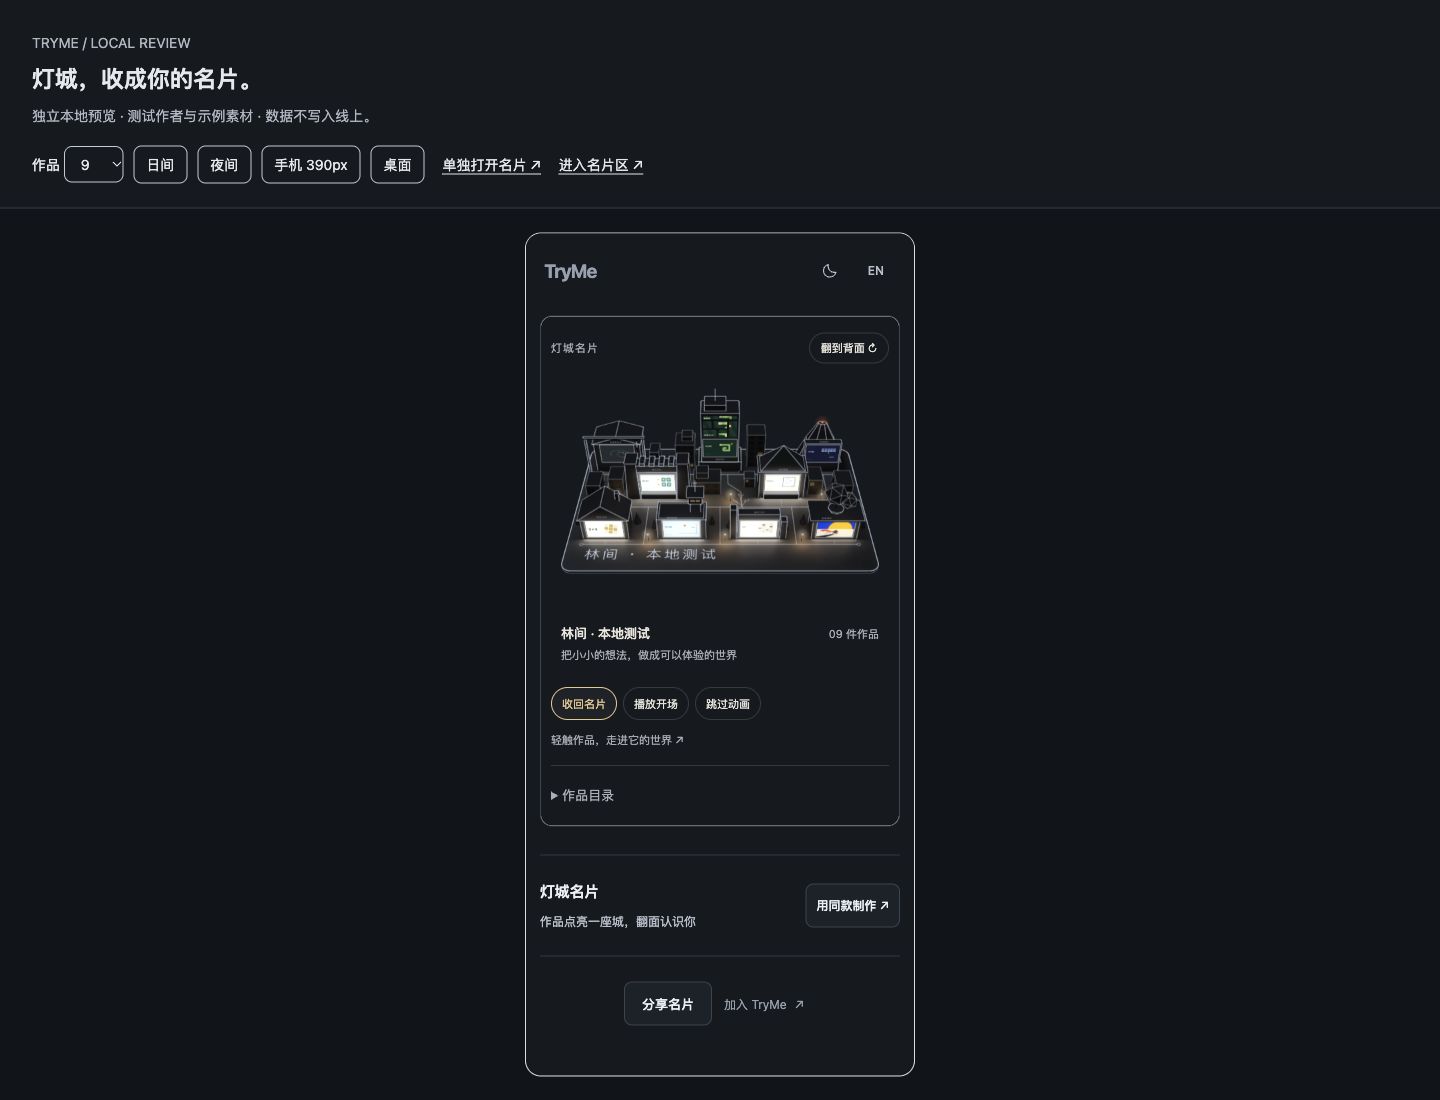 TRYME / LOCAL REVIEW
灯城，收成你的名片。
独立本地预览 · 测试作者与示例素材 · 数据不写入线上。
作品 9 日间 夜间 手机 390px 桌面 单独打开名片 ↗ 进入名片区 ↗
TryMe EN
灯城名片 翻到背面 ↻
林间 · 本地测试
林间 · 本地测试 09 件作品
把小小的想法，做成可以体验的世界
收回名片 播放开场 跳过动画
轻触作品，走进它的世界 ↗
▶ 作品目录
灯城名片
作品点亮一座城，翻面认识你
用同款制作 ↗
分享名片 加入 TryMe ↗